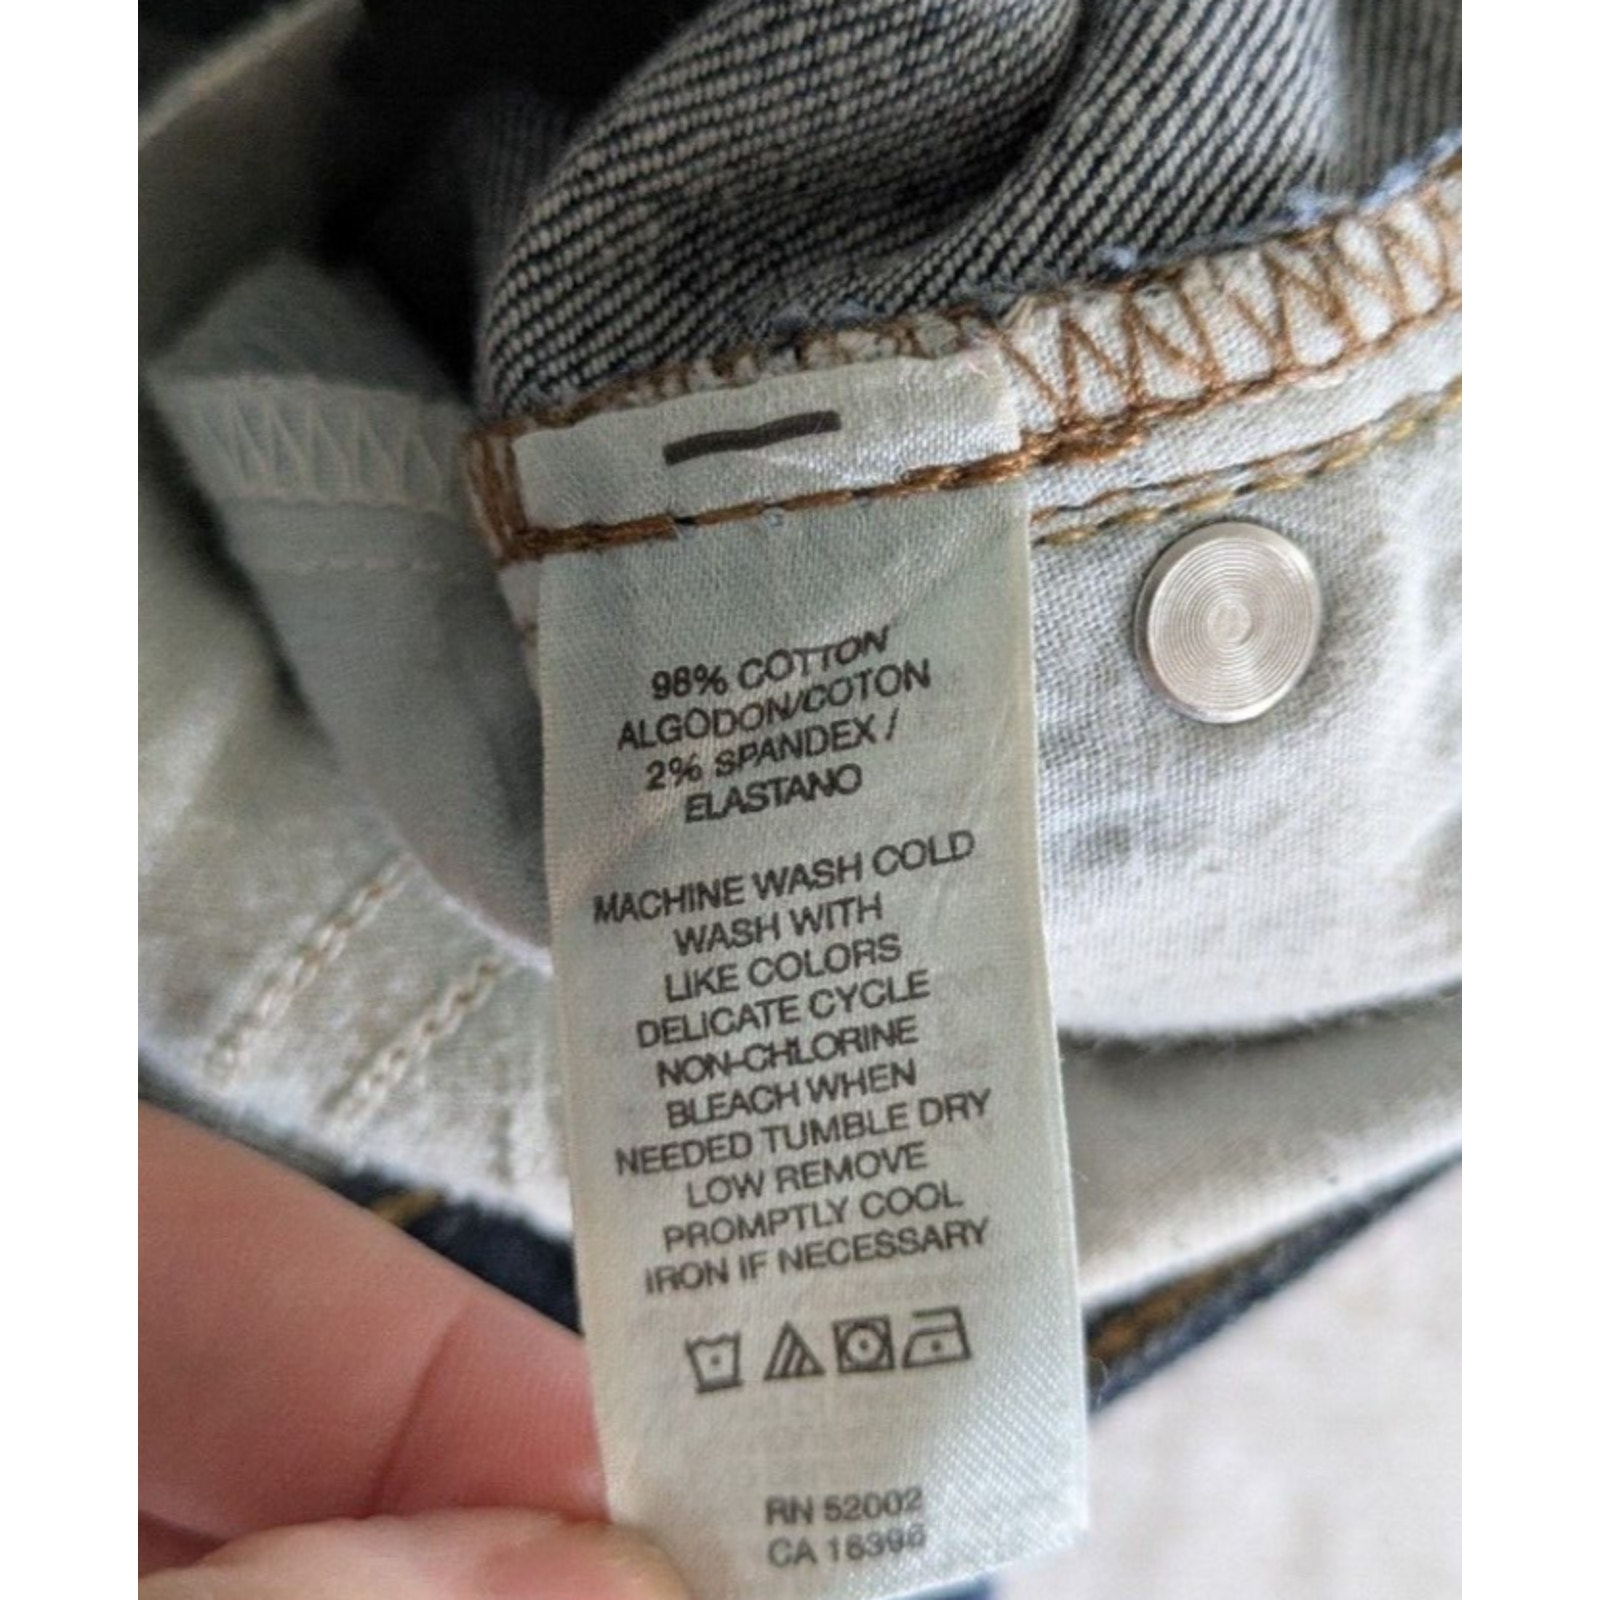 98% COTTON
ALGODON/COTON
2% SPANDEX /
ELASTANO
MACHINE WASH COLD
WASH WITH
LIKE COLORS
DELICATE CYCLE
NON-CHLORINE
BLEACH WHEN
NEEDED TUMBLE DRY
LOW REMOVE
PROMPTLY COOL
IRON IF NECESSARY
RN 52002
CA